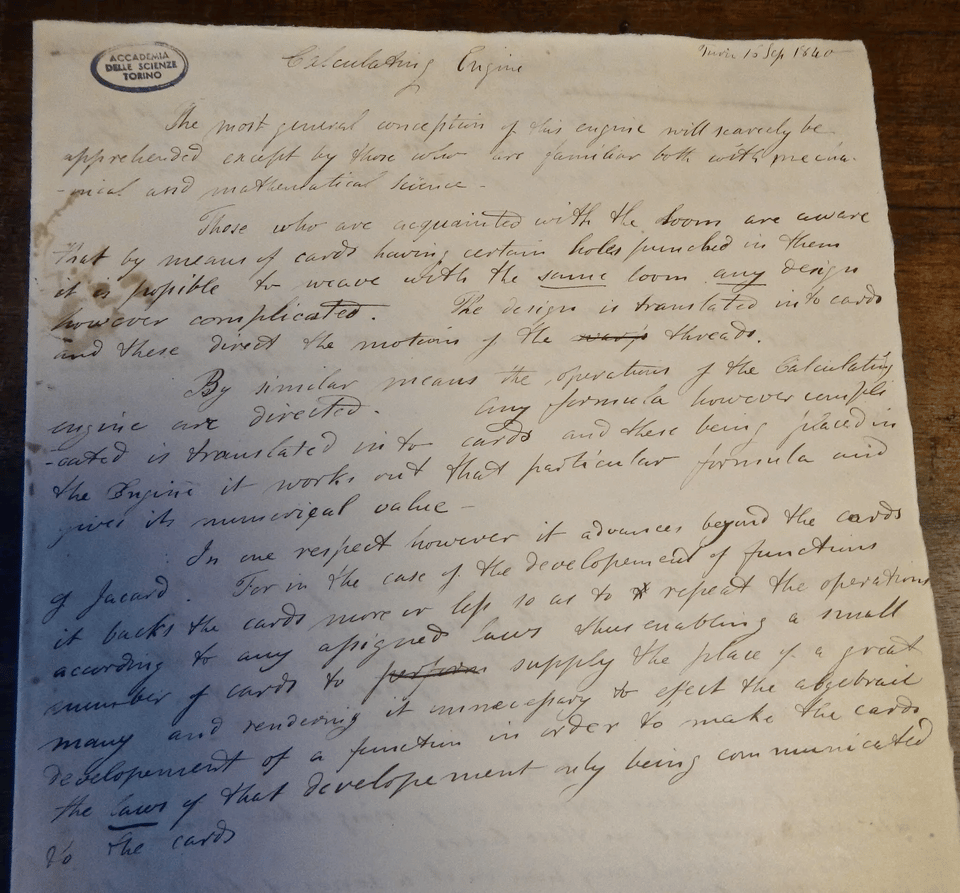 ACCADEMIA
DELLE SCIENZE
TORINO
Calculating Engine
Turin 15 Sep 1840
The most general conception of this engine will scarcely be
apprehended except by those who are familiar both with mecha-
-nical and mathematical science -
Those who are acquainted with the loom are aware
that by means of cards having certain holes punched in them
it is possible to weave with the same loom any design
however complicated. The design is translated into cards
and these direct the motions of the warp threads.
By similar means the operations of the Calculating
engine are directed. Any formula however compli
-cated is translated in to cards and these being placed in
the Engine it works out that particular formula and
gives its numerical value -
In one respect however it advances beyond the cards
of Jacard. For in the case of the developement of functions
it backs the cards more or less so as to repeat the operations
according to any assigned laws thus enabling a small
number of cards to perform supply the place of a great
many and rendering it unnecessary to effect the algebraic
developement of a function in order to make the cards
the laws of that developement only being communicated
to the cards